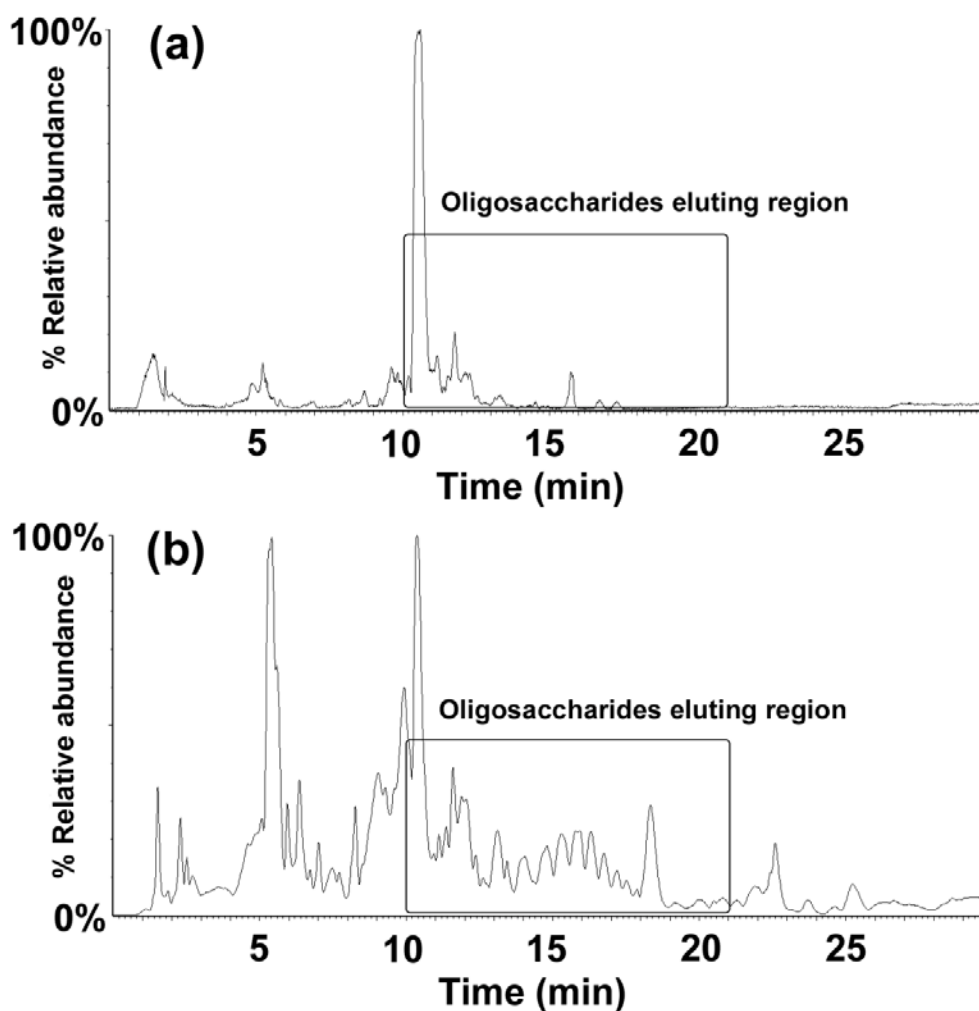 100%
(a)
% Relative abundance
Oligosaccharides eluting region
0%
5 10 15 20 25
Time (min)
100%
(b)
% Relative abundance
Oligosaccharides eluting region
0%
5 10 15 20 25
Time (min)